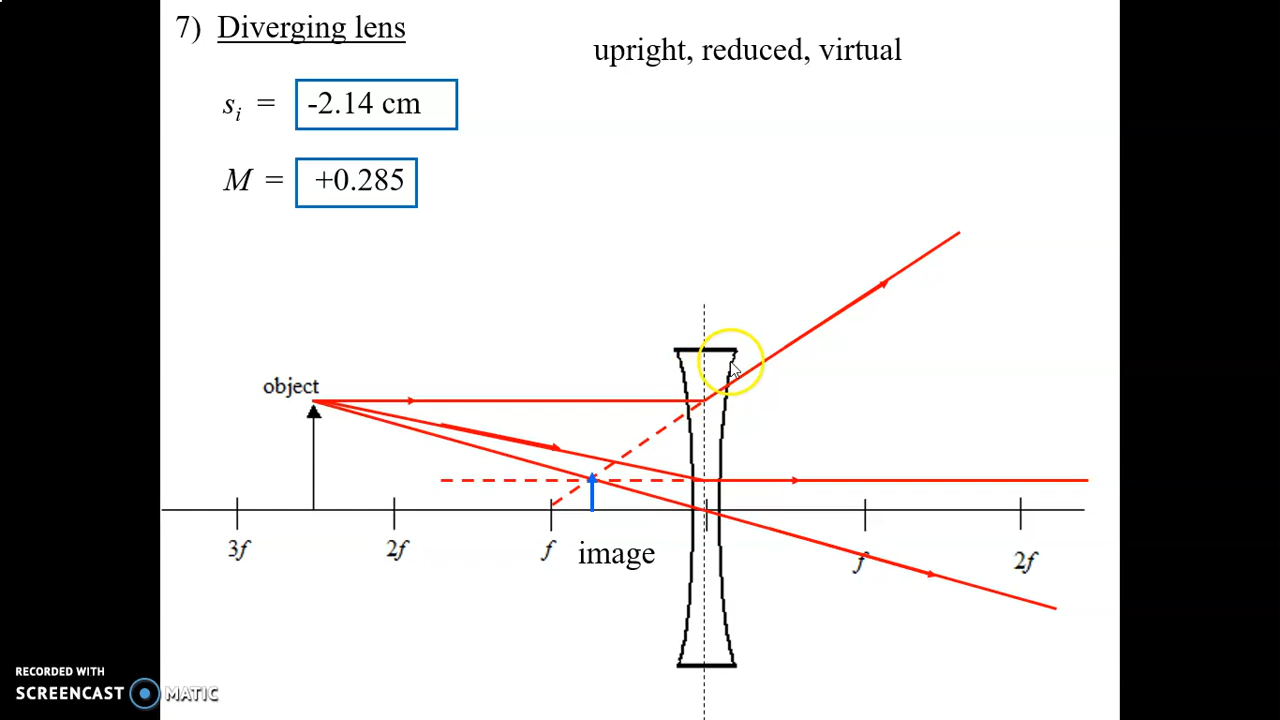 7) Diverging lens
upright, reduced, virtual
si = -2.14 cm
M = +0.285
object
3f 2f f image f 2f
RECORDED WITH
SCREENCAST MATIC